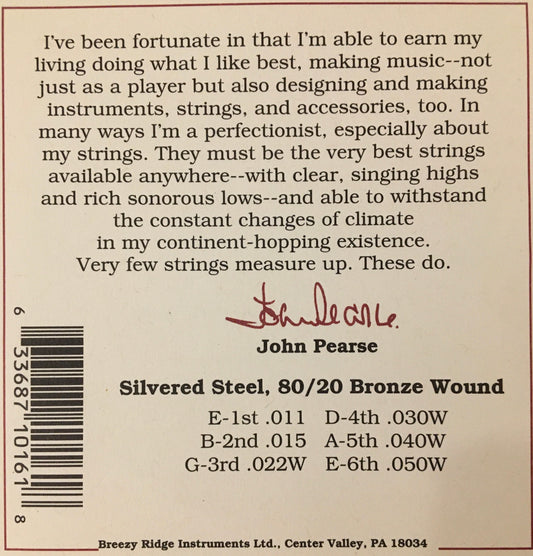 I've been fortunate in that I'm able to earn my
living doing what I like best, making music--not
just as a player but also designing and making
instruments, strings, and accessories, too. In
many ways I'm a perfectionist, especially about
my strings. They must be the very best strings
available anywhere--with clear, singing highs
and rich sonorous lows--and able to withstand
the constant changes of climate
in my continent-hopping existence.
Very few strings measure up. These do.
John Pearse.
John Pearse
Silvered Steel, 80/20 Bronze Wound
E-1st .011 D-4th .030W
B-2nd .015 A-5th .040W
G-3rd .022W E-6th .050W
6 33687 10161 8
Breezy Ridge Instruments Ltd., Center Valley, PA 18034